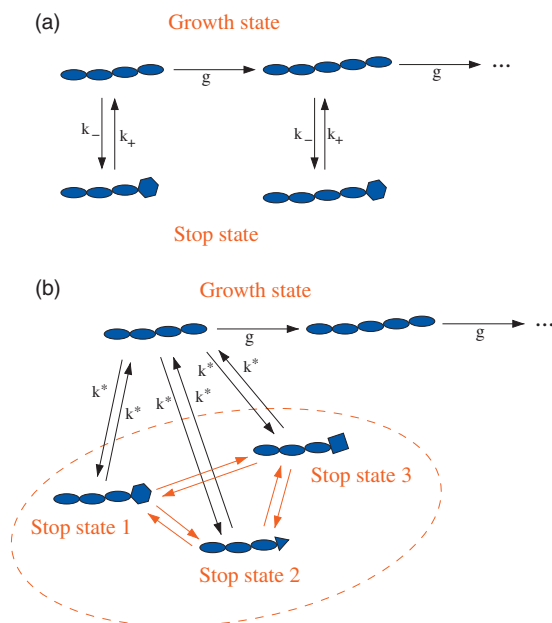 (a)
Growth state
g
g
...
k_ k+
k_ k+
Stop state
(b)
Growth state
g
g
...
k* k*
k* k*
k* k*
Stop state 3
Stop state 1
Stop state 2